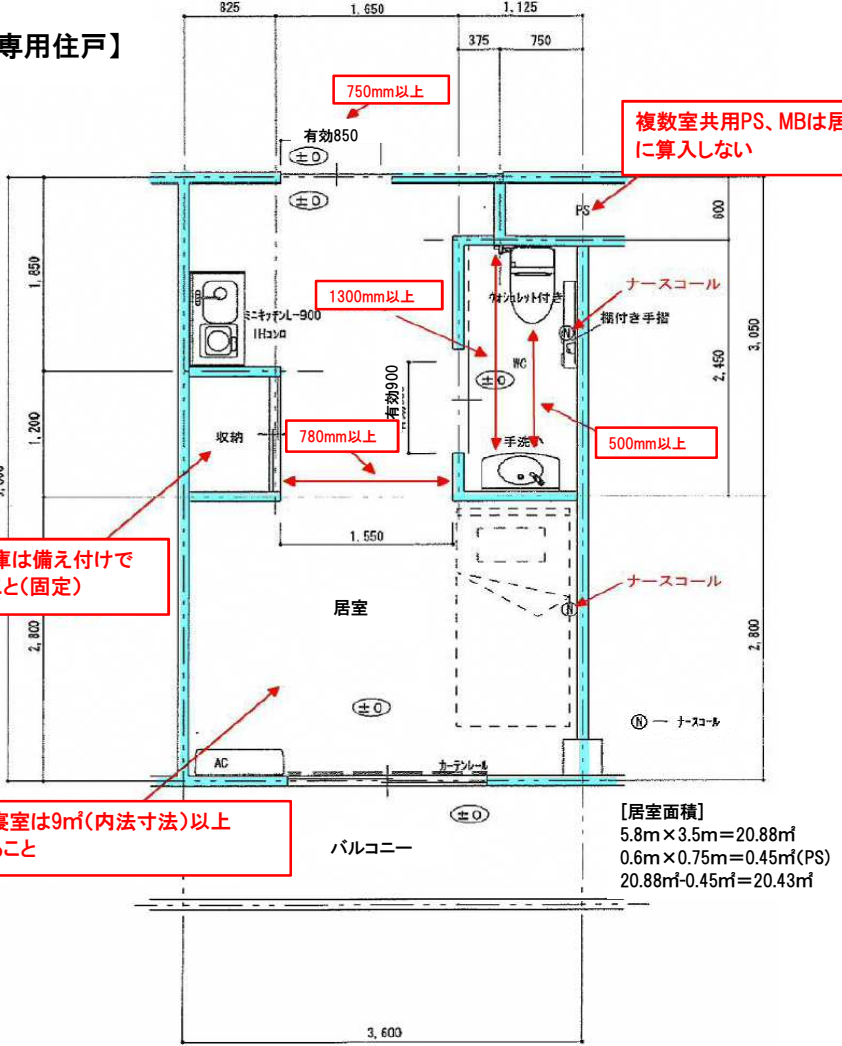 825
1,650
1,125
専用住戸】
375
750
750mm以上
有効850
±0
±0
複数室共用PS、MBは居
に算入しない
PS
600
1,850
ナースコール
1300mm以上
ウォシュレット付き
棚付き手摺
N
ミニキッチンL-900
IHコンロ
WC
±0
3,050
2,450
有効900
1,200
収納
780mm以上
手洗い
500mm以上
庫は備え付けで
こと(固定)
1,550
ナースコール
N
居室
2,800
2,800
±0
N ー ナースコール
AC
カーテンレール
寝室は9㎡(内法寸法)以上
ること
±0
バルコニー
[居室面積]
5.8m×3.5m=20.88㎡
0.6m×0.75m=0.45㎡(PS)
20.88㎡-0.45㎡=20.43㎡
3,600